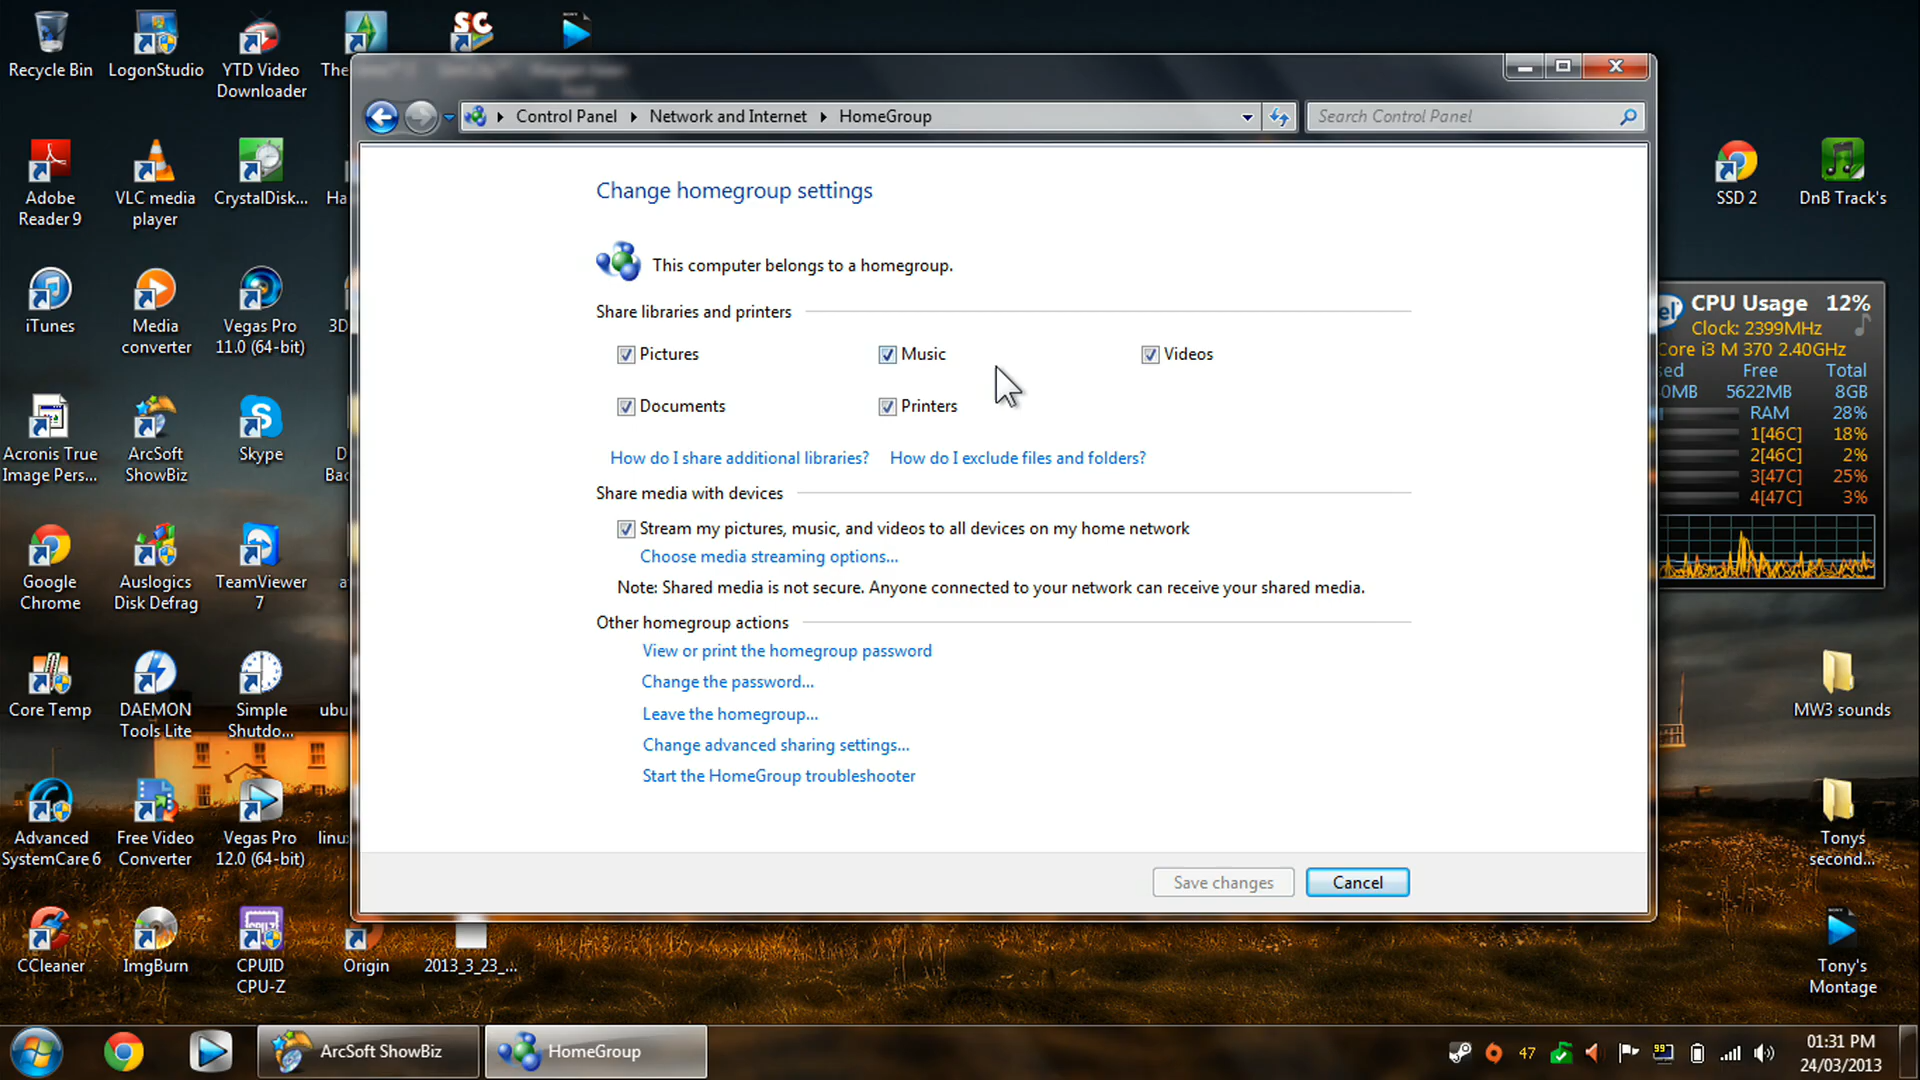 Recycle Bin
LogonStudio
YTD Video
Downloader
SC
Control Panel
Network and Internet
HomeGroup
Search Control Panel
Change homegroup settings
This computer belongs to a homegroup.
Share libraries and printers
Pictures
Music
Videos
Documents
Printers
How do I share additional libraries?
How do I exclude files and folders?
Share media with devices
Stream my pictures, music, and videos to all devices on my home network
Choose media streaming options...
Note: Shared media is not secure. Anyone connected to your network can receive your shared media.
Other homegroup actions
View or print the homegroup password
Change the password...
Leave the homegroup...
Change advanced sharing settings...
Start the HomeGroup troubleshooter
Save changes
Cancel
Adobe
Reader 9
VLC media
player
CrystalDisk...
iTunes
Media
converter
Vegas Pro
11.0 (64-bit)
Acronis True
Image Pers...
ArcSoft
ShowBiz
Skype
Google
Chrome
Auslogics
Disk Defrag
TeamViewer
7
Core Temp
DAEMON
Tools Lite
Simple
Shutdo...
Advanced
SystemCare 6
Free Video
Converter
Vegas Pro
12.0 (64-bit)
CCleaner
ImgBurn
CPUID
CPU-Z
Origin
2013_3_23_...
SSD 2
DnB Track's
CPU Usage 12%
Clock: 2399MHz
Core i3 M 370 2.40GHz
Free Total
5622MB 8GB
RAM 28%
1[46C] 18%
2[46C] 2%
3[47C] 25%
4[47C] 3%
MW3 sounds
Tonys
second...
Tony's
Montage
ArcSoft ShowBiz
HomeGroup
47
99
01:31 PM
24/03/2013